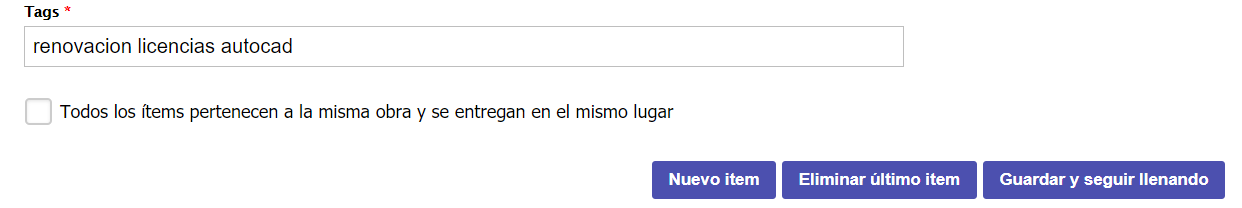 Tags *
renovacion licencias autocad
Todos los ítems pertenecen a la misma obra y se entregan en el mismo lugar
Nuevo item Eliminar último item Guardar y seguir llenando